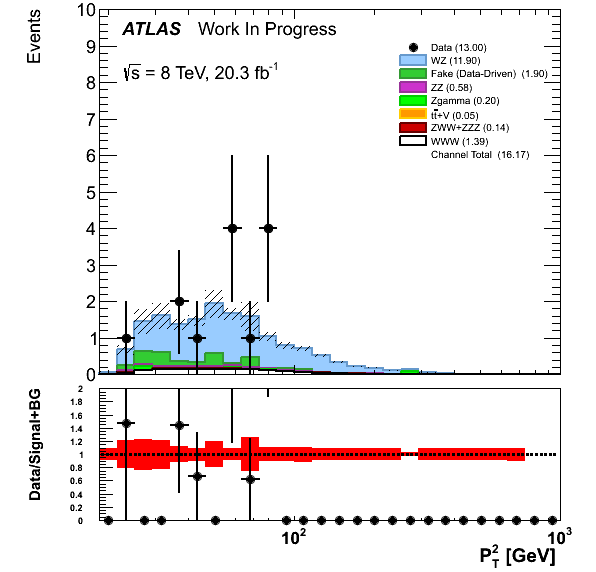 Events
10
9
8
7
6
5
4
3
2
1
0
ATLAS Work In Progress
√s = 8 TeV, 20.3 fb⁻¹
Data (13.00)
WZ (11.90)
Fake (Data-Driven) (1.90)
ZZ (0.58)
Zgamma (0.20)
tt̄+V (0.05)
ZWW+ZZZ (0.14)
WWW (1.39)
Channel Total (16.17)
Data/Signal+BG
2
1.8
1.6
1.4
1.2
1
0.8
0.6
0.4
0.2
0
10² 10³
P_T² [GeV]